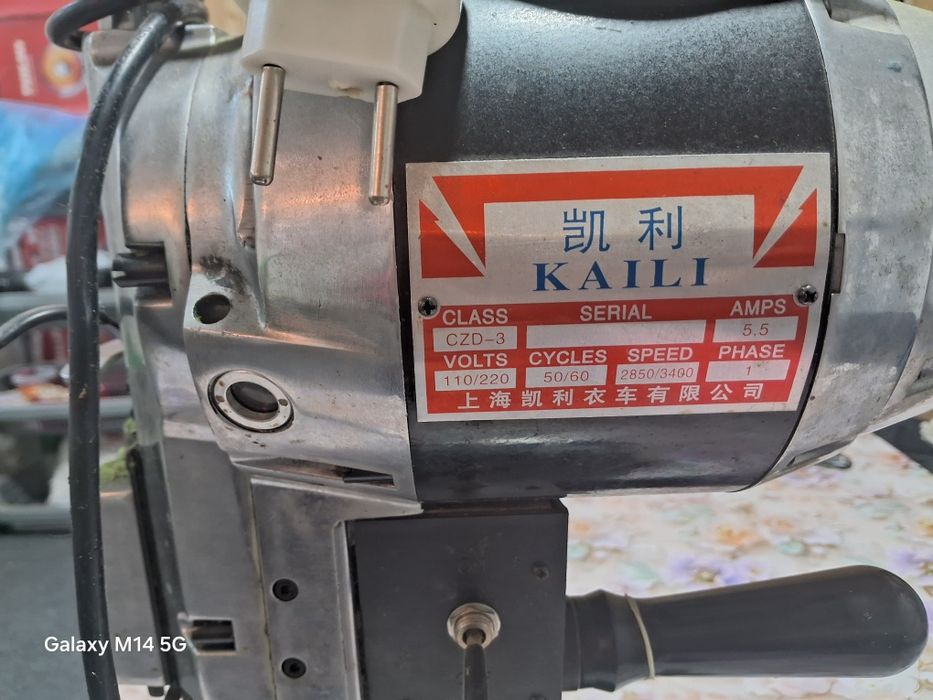 凯利
KAILI
CLASS SERIAL AMPS
CZD-3 5.5
VOLTS CYCLES SPEED PHASE
110/220 50/60 2850/3400 1
上海凯利衣车有限公司
Galaxy M14 5G